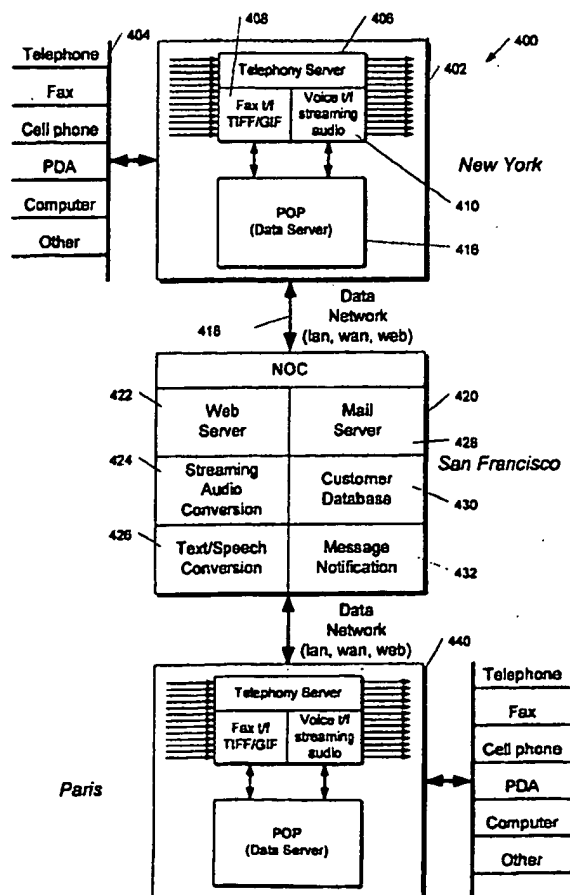 404
408
406
400
Telephone
Fax
Cell phone
PDA
Computer
Other
Telephony Server
Fax t/f
TIFF/GIF
Voice t/f
streaming
audio
402
New York
410
POP
(Data Server)
416
418
Data
Network
(lan, wan, web)
NOC
422
Web
Server
Mail
Server
420
428
San Francisco
424
Streaming
Audio
Conversion
Customer
Database
430
426
Text/Speech
Conversion
Message
Notification
432
Data
Network
(lan, wan, web)
440
Telephony Server
Fax t/f
TIFF/GIF
Voice t/f
streaming
audio
Paris
POP
(Data Server)
Telephone
Fax
Cell phone
PDA
Computer
Other